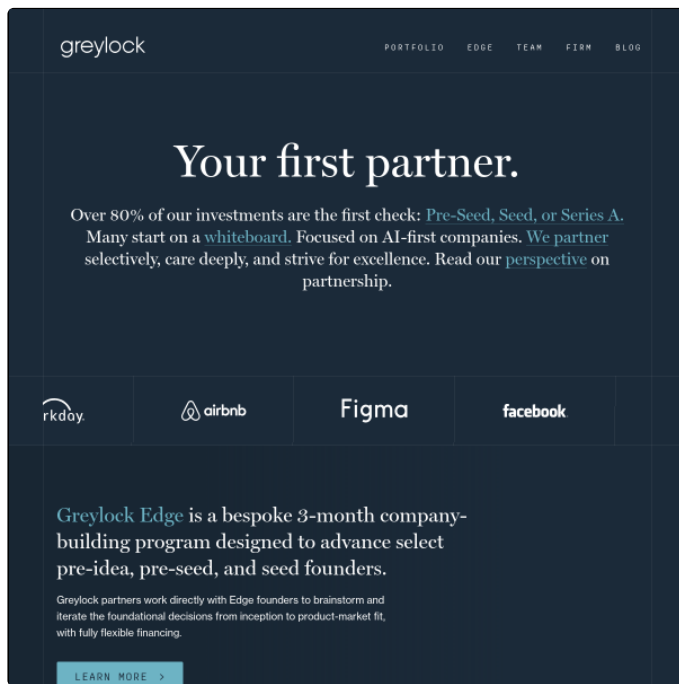 greylock
PORTFOLIO EDGE TEAM FIRM BLOG
Your first partner.
Over 80% of our investments are the first check: Pre-Seed, Seed, or Series A.
Many start on a whiteboard. Focused on AI-first companies. We partner
selectively, care deeply, and strive for excellence. Read our perspective on
partnership.
rkday. airbnb Figma facebook
Greylock Edge is a bespoke 3-month company-
building program designed to advance select
pre-idea, pre-seed, and seed founders.
Greylock partners work directly with Edge founders to brainstorm and
iterate the foundational decisions from inception to product-market fit,
with fully flexible financing.
LEARN MORE >